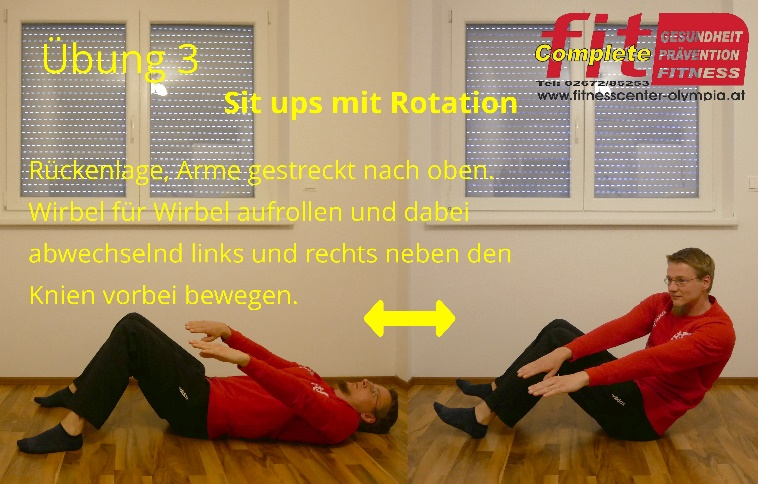 Übung 3
Sit ups mit Rotation
Rückenlage, Arme gestreckt nach oben.
Wirbel für Wirbel aufrollen und dabei
abwechselnd links und rechts neben den
Knien vorbei bewegen.
fit
Complete
GESUNDHEIT
PRÄVENTION
FITNESS
Tel: 02672/85253
www.fitnesscenter-olympia.at